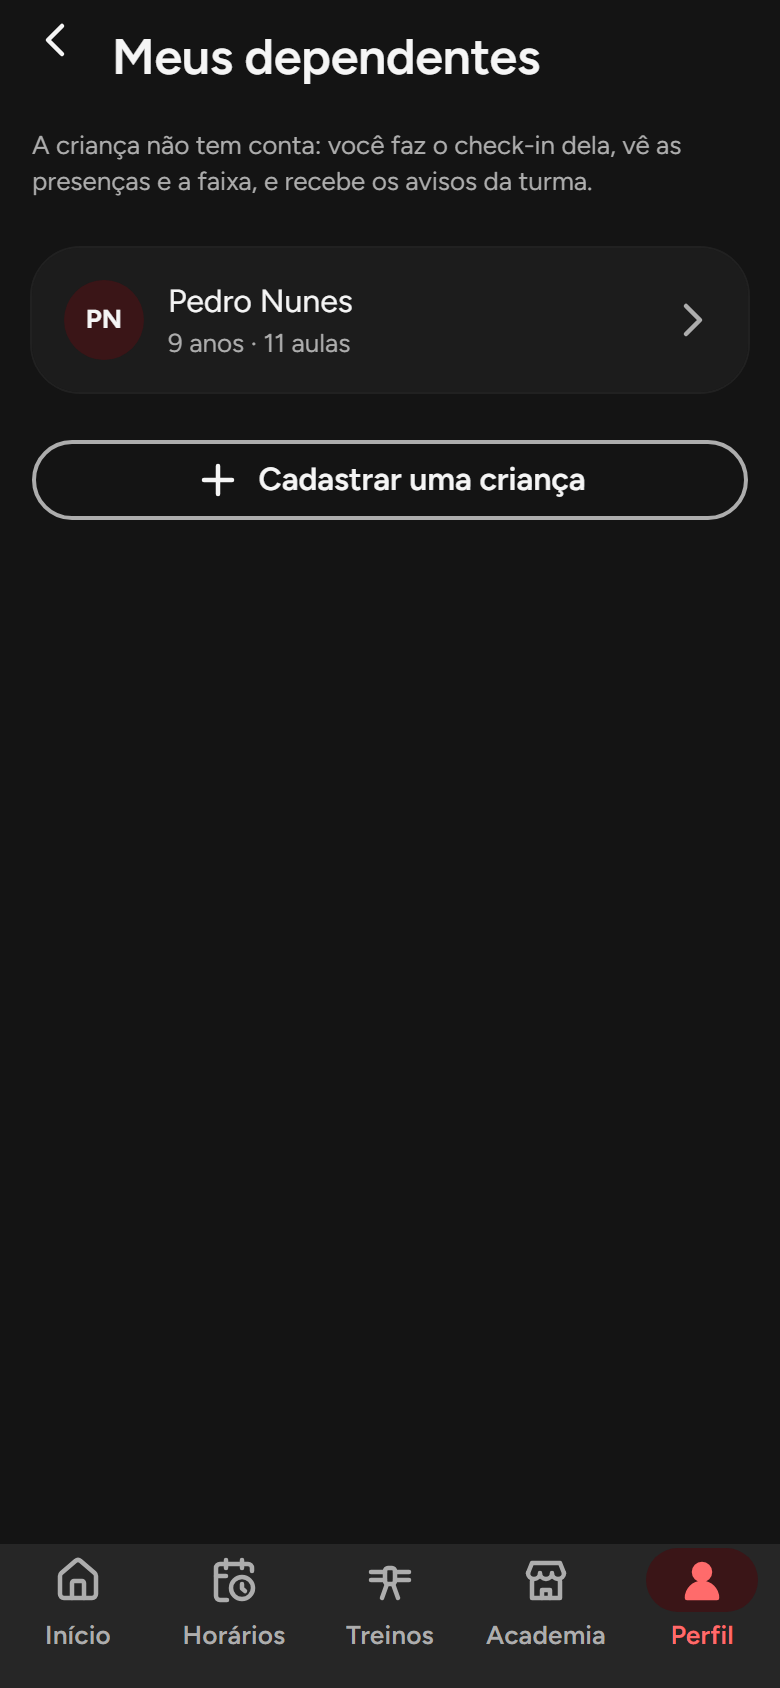 Meus dependentes
A criança não tem conta: você faz o check-in dela, vê as
presenças e a faixa, e recebe os avisos da turma.
PN
Pedro Nunes
9 anos · 11 aulas
Cadastrar uma criança
Início
Horários
Treinos
Academia
Perfil